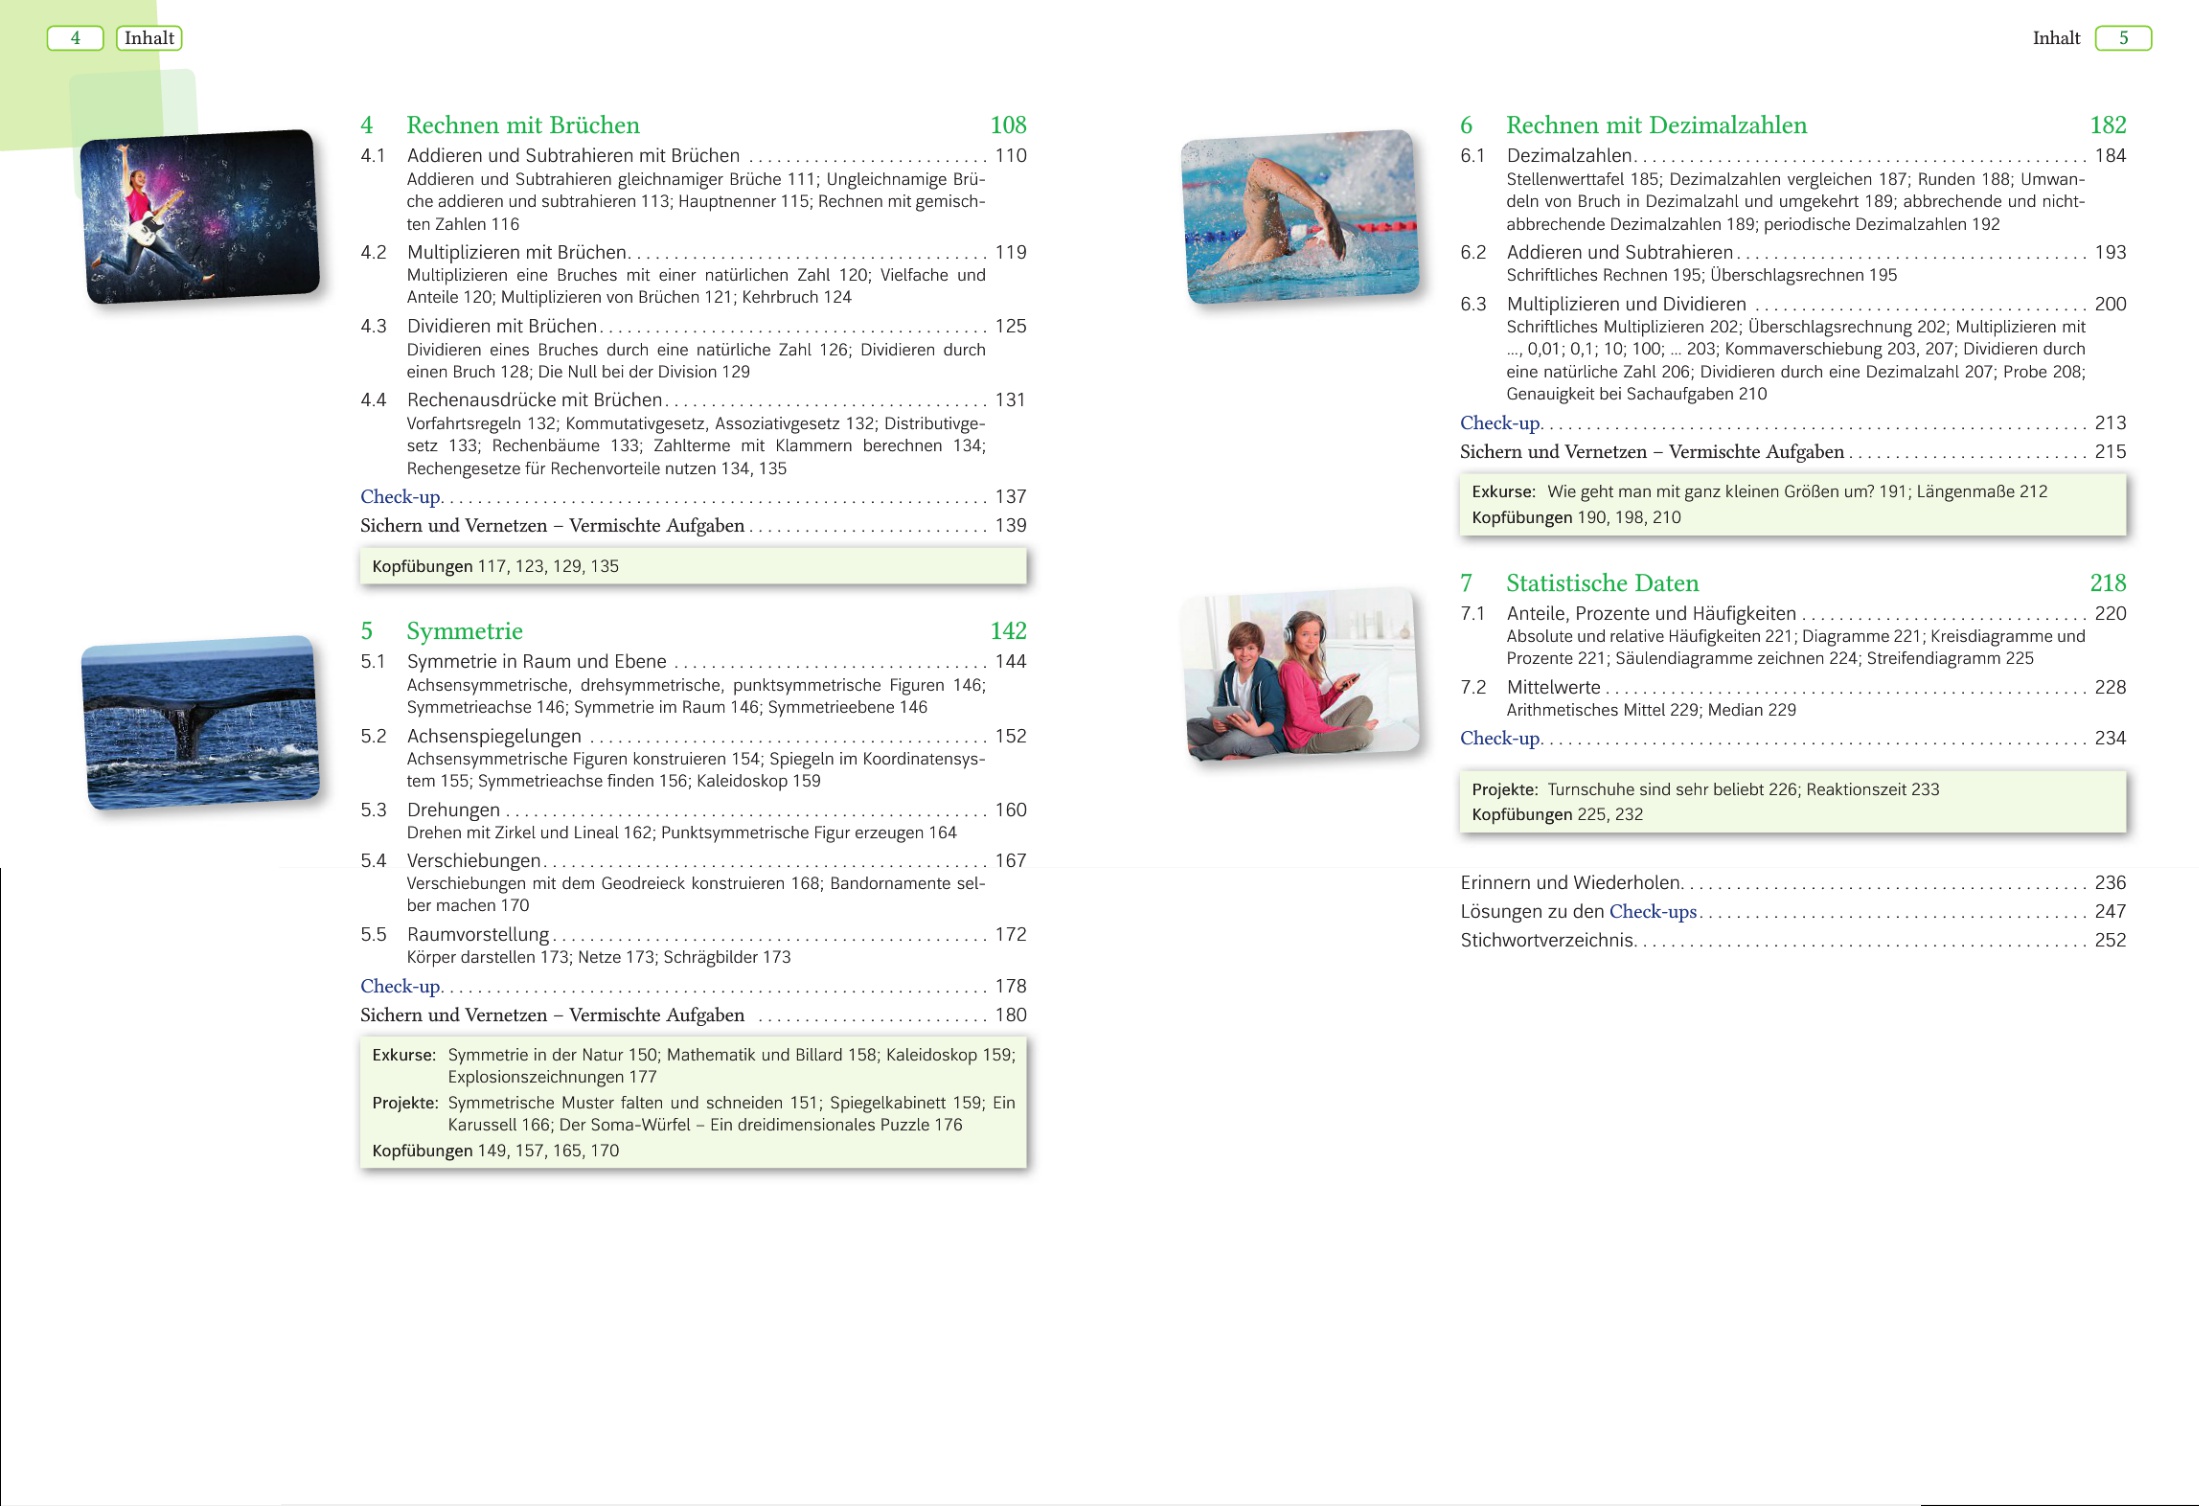 4 Inhalt
4 Rechnen mit Brüchen 108
4.1 Addieren und Subtrahieren mit Brüchen 110
Addieren und Subtrahieren gleichnamiger Brüche 111; Ungleichnamige Brü-
che addieren und subtrahieren 113; Hauptnenner 115; Rechnen mit gemisch-
ten Zahlen 116
4.2 Multiplizieren mit Brüchen 119
Multiplizieren eine Bruches mit einer natürlichen Zahl 120; Vielfache und
Anteile 120; Multiplizieren von Brüchen 121; Kehrbruch 124
4.3 Dividieren mit Brüchen 125
Dividieren eines Bruches durch eine natürliche Zahl 126; Dividieren durch
einen Bruch 128; Die Null bei der Division 129
4.4 Rechenausdrücke mit Brüchen 131
Vorfahrtsregeln 132; Kommutativgesetz, Assoziativgesetz 132; Distributivge-
setz 133; Rechenbäume 133; Zahlterme mit Klammern berechnen 134;
Rechengesetze für Rechenvorteile nutzen 134, 135
Check-up 137
Sichern und Vernetzen – Vermischte Aufgaben 139
Kopfübungen 117, 123, 129, 135
5 Symmetrie 142
5.1 Symmetrie in Raum und Ebene 144
Achsensymmetrische, drehsymmetrische, punktsymmetrische Figuren 146;
Symmetrieachse 146; Symmetrie im Raum 146; Symmetrieebene 146
5.2 Achsenspiegelungen 152
Achsensymmetrische Figuren konstruieren 154; Spiegeln im Koordinatensys-
tem 155; Symmetrieachse finden 156; Kaleidoskop 159
5.3 Drehungen 160
Drehen mit Zirkel und Lineal 162; Punktsymmetrische Figur erzeugen 164
5.4 Verschiebungen 167
Verschiebungen mit dem Geodreieck konstruieren 168; Bandornamente sel-
ber machen 170
5.5 Raumvorstellung 172
Körper darstellen 173; Netze 173; Schrägbilder 173
Check-up 178
Sichern und Vernetzen – Vermischte Aufgaben 180
Exkurse: Symmetrie in der Natur 150; Mathematik und Billard 158; Kaleidoskop 159;
Explosionszeichnungen 177
Projekte: Symmetrische Muster falten und schneiden 151; Spiegelkabinett 159; Ein
Karussell 166; Der Soma-Würfel – Ein dreidimensionales Puzzle 176
Kopfübungen 149, 157, 165, 170
Inhalt 5
6 Rechnen mit Dezimalzahlen 182
6.1 Dezimalzahlen 184
Stellenwerttafel 185; Dezimalzahlen vergleichen 187; Runden 188; Umwan-
deln von Bruch in Dezimalzahl und umgekehrt 189; abbrechende und nicht-
abbrechende Dezimalzahlen 189; periodische Dezimalzahlen 192
6.2 Addieren und Subtrahieren 193
Schriftliches Rechnen 195; Überschlagsrechnen 195
6.3 Multiplizieren und Dividieren 200
Schriftliches Multiplizieren 202; Überschlagsrechnung 202; Multiplizieren mit
..., 0,01; 0,1; 10; 100; ... 203; Kommaverschiebung 203, 207; Dividieren durch
eine natürliche Zahl 206; Dividieren durch eine Dezimalzahl 207; Probe 208;
Genauigkeit bei Sachaufgaben 210
Check-up 213
Sichern und Vernetzen – Vermischte Aufgaben 215
Exkurse: Wie geht man mit ganz kleinen Größen um? 191; Längenmaße 212
Kopfübungen 190, 198, 210
7 Statistische Daten 218
7.1 Anteile, Prozente und Häufigkeiten 220
Absolute und relative Häufigkeiten 221; Diagramme 221; Kreisdiagramme und
Prozente 221; Säulendiagramme zeichnen 224; Streifendiagramm 225
7.2 Mittelwerte 228
Arithmetisches Mittel 229; Median 229
Check-up 234
Projekte: Turnschuhe sind sehr beliebt 226; Reaktionszeit 233
Kopfübungen 225, 232
Erinnern und Wiederholen 236
Lösungen zu den Check-ups 247
Stichwortverzeichnis 252